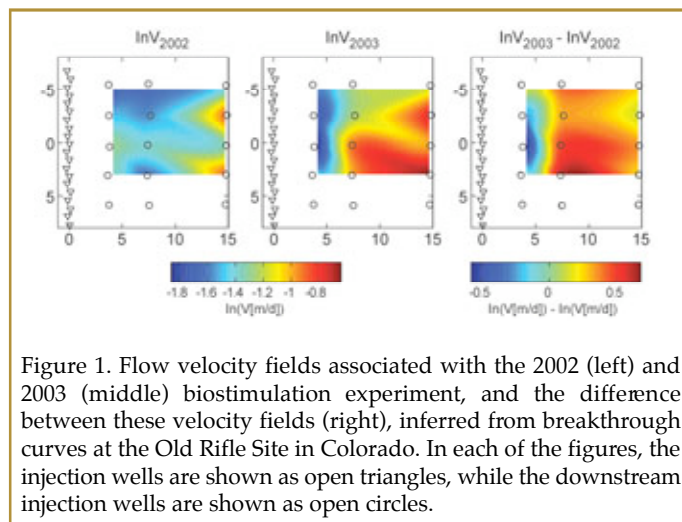 lnV2002
lnV2003
lnV2003 - lnV2002
-5
0
5
0 5 10 15
-5
0
5
0 5 10 15
-5
0
5
0 5 10 15
-1.8 -1.6 -1.4 -1.2 -1 -0.8
ln(V[m/d])
-0.5 0 0.5
ln(V[m/d]) - ln(V[m/d])
Figure 1. Flow velocity fields associated with the 2002 (left) and
2003 (middle) biostimulation experiment, and the difference
between these velocity fields (right), inferred from breakthrough
curves at the Old Rifle Site in Colorado. In each of the figures, the
injection wells are shown as open triangles, while the downstream
injection wells are shown as open circles.